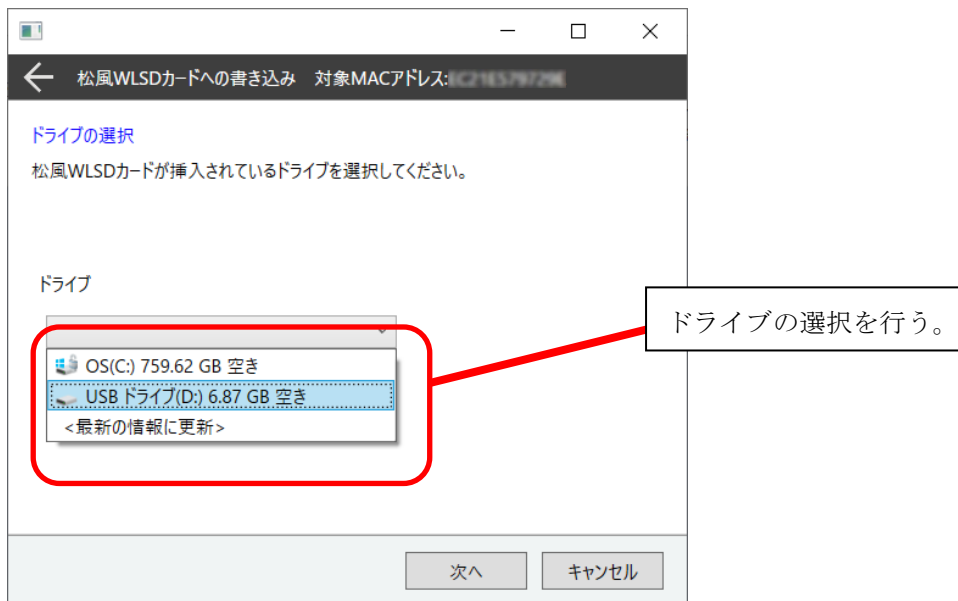 松風WLSDカードへの書き込み 対象MACアドレス:
ドライブの選択
松風WLSDカードが挿入されているドライブを選択してください。
ドライブ
OS(C:) 759.62 GB 空き
USB ドライブ(D:) 6.87 GB 空き
<最新の情報に更新>
ドライブの選択を行う。
次へ
キャンセル